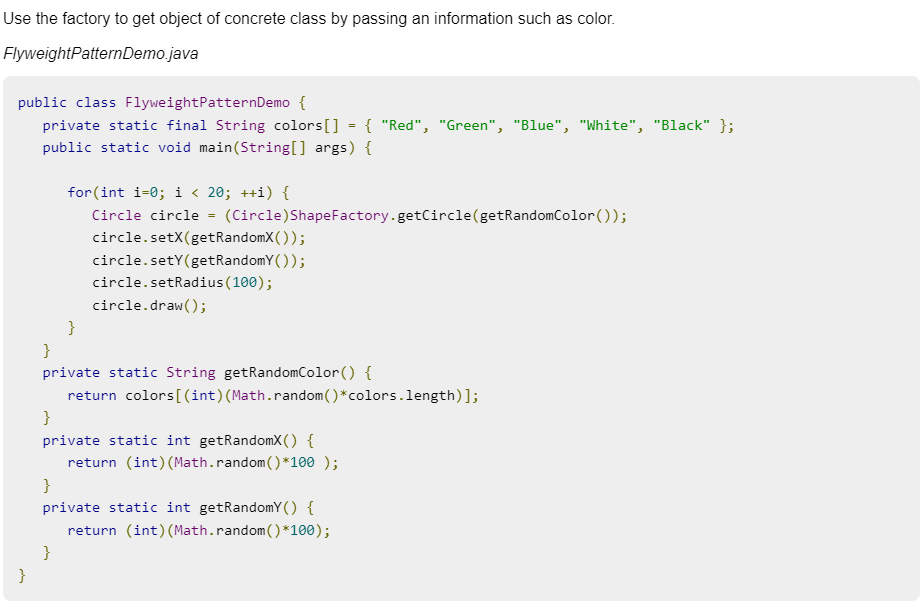 Use the factory to get object of concrete class by passing an information such as color.
FlyweightPatternDemo.java
public class FlyweightPatternDemo {
   private static final String colors[] = { "Red", "Green", "Blue", "White", "Black" };
   public static void main(String[] args) {

      for(int i=0; i < 20; ++i) {
         Circle circle = (Circle)ShapeFactory.getCircle(getRandomColor());
         circle.setX(getRandomX());
         circle.setY(getRandomY());
         circle.setRadius(100);
         circle.draw();
      }
   }
   private static String getRandomColor() {
      return colors[(int)(Math.random()*colors.length)];
   }
   private static int getRandomX() {
      return (int)(Math.random()*100 );
   }
   private static int getRandomY() {
      return (int)(Math.random()*100);
   }
}